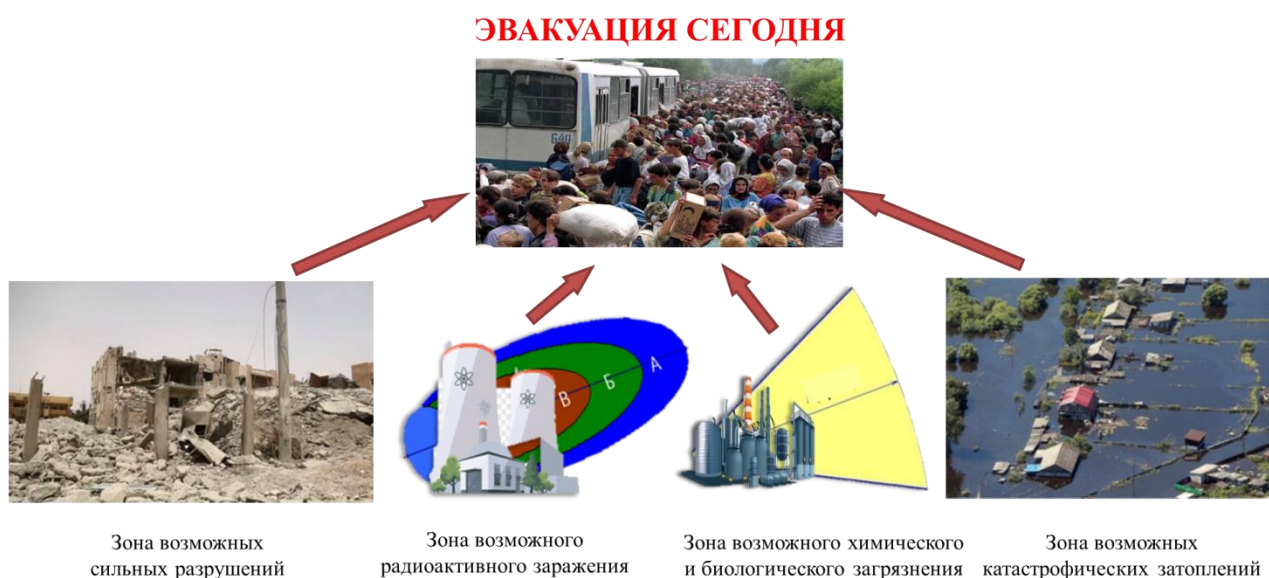 ЭВАКУАЦИЯ СЕГОДНЯ
640
В Б А
Зона возможных
сильных разрушений
Зона возможного
радиоактивного заражения
Зона возможного химического
и биологического загрязнения
Зона возможных
катастрофических затоплений